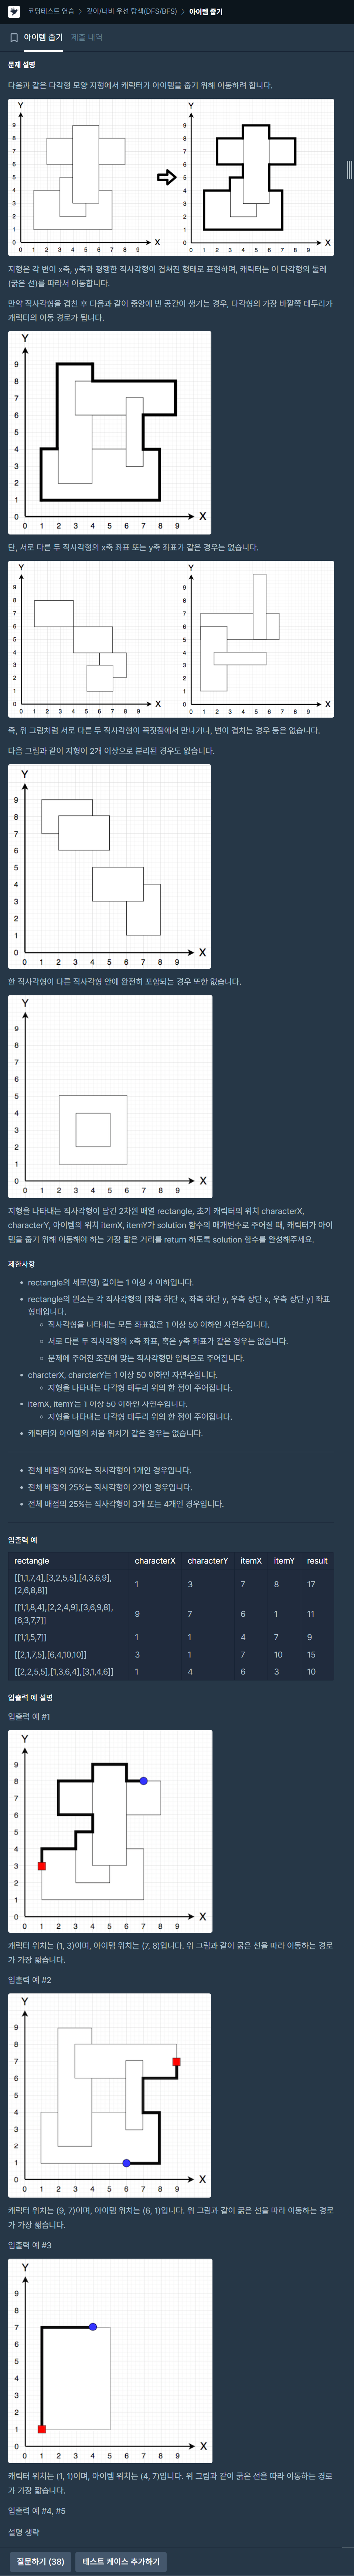 코딩테스트 연습 > 깊이/너비 우선 탐색(DFS/BFS) > 아이템 줍기
아이템 줍기 제출 내역
문제 설명
다음과 같은 다각형 모양 지형에서 캐릭터가 아이템을 줍기 위해 이동하려 합니다.
Y
9
8
7
6
5
4
3
2
1
0
0 1 2 3 4 5 6 7 8 9 X
Y
9
8
7
6
5
4
3
2
1
0
0 1 2 3 4 5 6 7 8 9 X
지형은 각 변이 x축, y축과 평행한 직사각형이 겹쳐진 형태로 표현하며, 캐릭터는 이 다각형의 둘레
(굵은 선)를 따라서 이동합니다.
만약 직사각형을 겹친 후 다음과 같이 중앙에 빈 공간이 생기는 경우, 다각형의 가장 바깥쪽 테두리가
캐릭터의 이동 경로가 됩니다.
Y
9
8
7
6
5
4
3
2
1
0
0 1 2 3 4 5 6 7 8 9 X
단, 서로 다른 두 직사각형의 x축 좌표 또는 y축 좌표가 같은 경우는 없습니다.
Y
9
8
7
6
5
4
3
2
1
0
0 1 2 3 4 5 6 7 8 9 X
Y
9
8
7
6
5
4
3
2
1
0
0 1 2 3 4 5 6 7 8 9 X
즉, 위 그림처럼 서로 다른 두 직사각형이 꼭짓점에서 만나거나, 변이 겹치는 경우 등은 없습니다.
다음 그림과 같이 지형이 2개 이상으로 분리된 경우도 없습니다.
Y
9
8
7
6
5
4
3
2
1
0
0 1 2 3 4 5 6 7 8 9 X
한 직사각형이 다른 직사각형 안에 완전히 포함되는 경우 또한 없습니다.
Y
9
8
7
6
5
4
3
2
1
0
0 1 2 3 4 5 6 7 8 9 X
지형을 나타내는 직사각형이 담긴 2차원 배열 rectangle, 초기 캐릭터의 위치 characterX,
characterY, 아이템의 위치 itemX, itemY가 solution 함수의 매개변수로 주어질 때, 캐릭터가 아이
템을 줍기 위해 이동해야 하는 가장 짧은 거리를 return 하도록 solution 함수를 완성해주세요.
제한사항
• rectangle의 세로(행) 길이는 1 이상 4 이하입니다.
• rectangle의 원소는 각 직사각형의 [좌측 하단 x, 좌측 하단 y, 우측 상단 x, 우측 상단 y] 좌표
형태입니다.
◦ 직사각형을 나타내는 모든 좌표값은 1 이상 50 이하인 자연수입니다.
◦ 서로 다른 두 직사각형의 x축 좌표, 혹은 y축 좌표가 같은 경우는 없습니다.
◦ 문제에 주어진 조건에 맞는 직사각형만 입력으로 주어집니다.
• charcterX, charcterY는 1 이상 50 이하인 자연수입니다.
◦ 지형을 나타내는 다각형 테두리 위의 한 점이 주어집니다.
• itemX, itemY는 1 이상 50 이하인 자연수입니다.
◦ 지형을 나타내는 다각형 테두리 위의 한 점이 주어집니다.
• 캐릭터와 아이템의 처음 위치가 같은 경우는 없습니다.
• 전체 배점의 50%는 직사각형이 1개인 경우입니다.
• 전체 배점의 25%는 직사각형이 2개인 경우입니다.
• 전체 배점의 25%는 직사각형이 3개 또는 4개인 경우입니다.
입출력 예
rectangle characterX characterY itemX itemY result
[[1,1,7,4],[3,2,5,5],[4,3,6,9],[2,6,8,8]] 1 3 7 8 17
[[1,1,8,4],[2,2,4,9],[3,6,9,8],[6,3,7,7]] 9 7 6 1 11
[[1,1,5,7]] 1 1 4 7 9
[[2,1,7,5],[6,4,10,10]] 3 1 7 10 15
[[2,2,5,5],[1,3,6,4],[3,1,4,6]] 1 4 6 3 10
입출력 예 설명
입출력 예 #1
Y
9
8
7
6
5
4
3
2
1
0
0 1 2 3 4 5 6 7 8 9 X
캐릭터 위치는 (1, 3)이며, 아이템 위치는 (7, 8)입니다. 위 그림과 같이 굵은 선을 따라 이동하는 경로
가 가장 짧습니다.
입출력 예 #2
Y
9
8
7
6
5
4
3
2
1
0
0 1 2 3 4 5 6 7 8 9 X
캐릭터 위치는 (9, 7)이며, 아이템 위치는 (6, 1)입니다. 위 그림과 같이 굵은 선을 따라 이동하는 경로
가 가장 짧습니다.
입출력 예 #3
Y
9
8
7
6
5
4
3
2
1
0
0 1 2 3 4 5 6 7 8 9 X
캐릭터 위치는 (1, 1)이며, 아이템 위치는 (4, 7)입니다. 위 그림과 같이 굵은 선을 따라 이동하는 경로
가 가장 짧습니다.
입출력 예 #4, #5
설명 생략
질문하기 (38) 테스트 케이스 추가하기